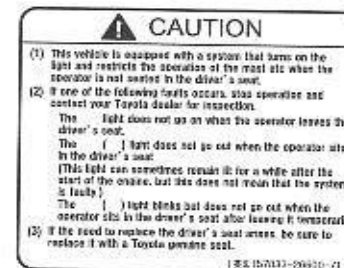 CAUTION
(1) This vehicle is equipped with a system that turns on the
light and restricts the operation of the mast etc when the
operator is not seated in the driver's seat.
(2) If one of the following faults occurs, stop operation and
contact your Toyota dealer for inspection.
The light does not go on when the operator leaves th
driver's seat.
The ( ) light does not go out when the operator sits
in the driver's seat
(This light can sometimes remain lit for a while after the
start of the engine, but this does not mean that the system
is faulty.)
The ( ) light blinks but does not go out when the
operator sits in the driver's seat after leaving it temporari
(3) If the need to replace the driver's seat arises, be sure to
replace it with a Toyota genuine seat.